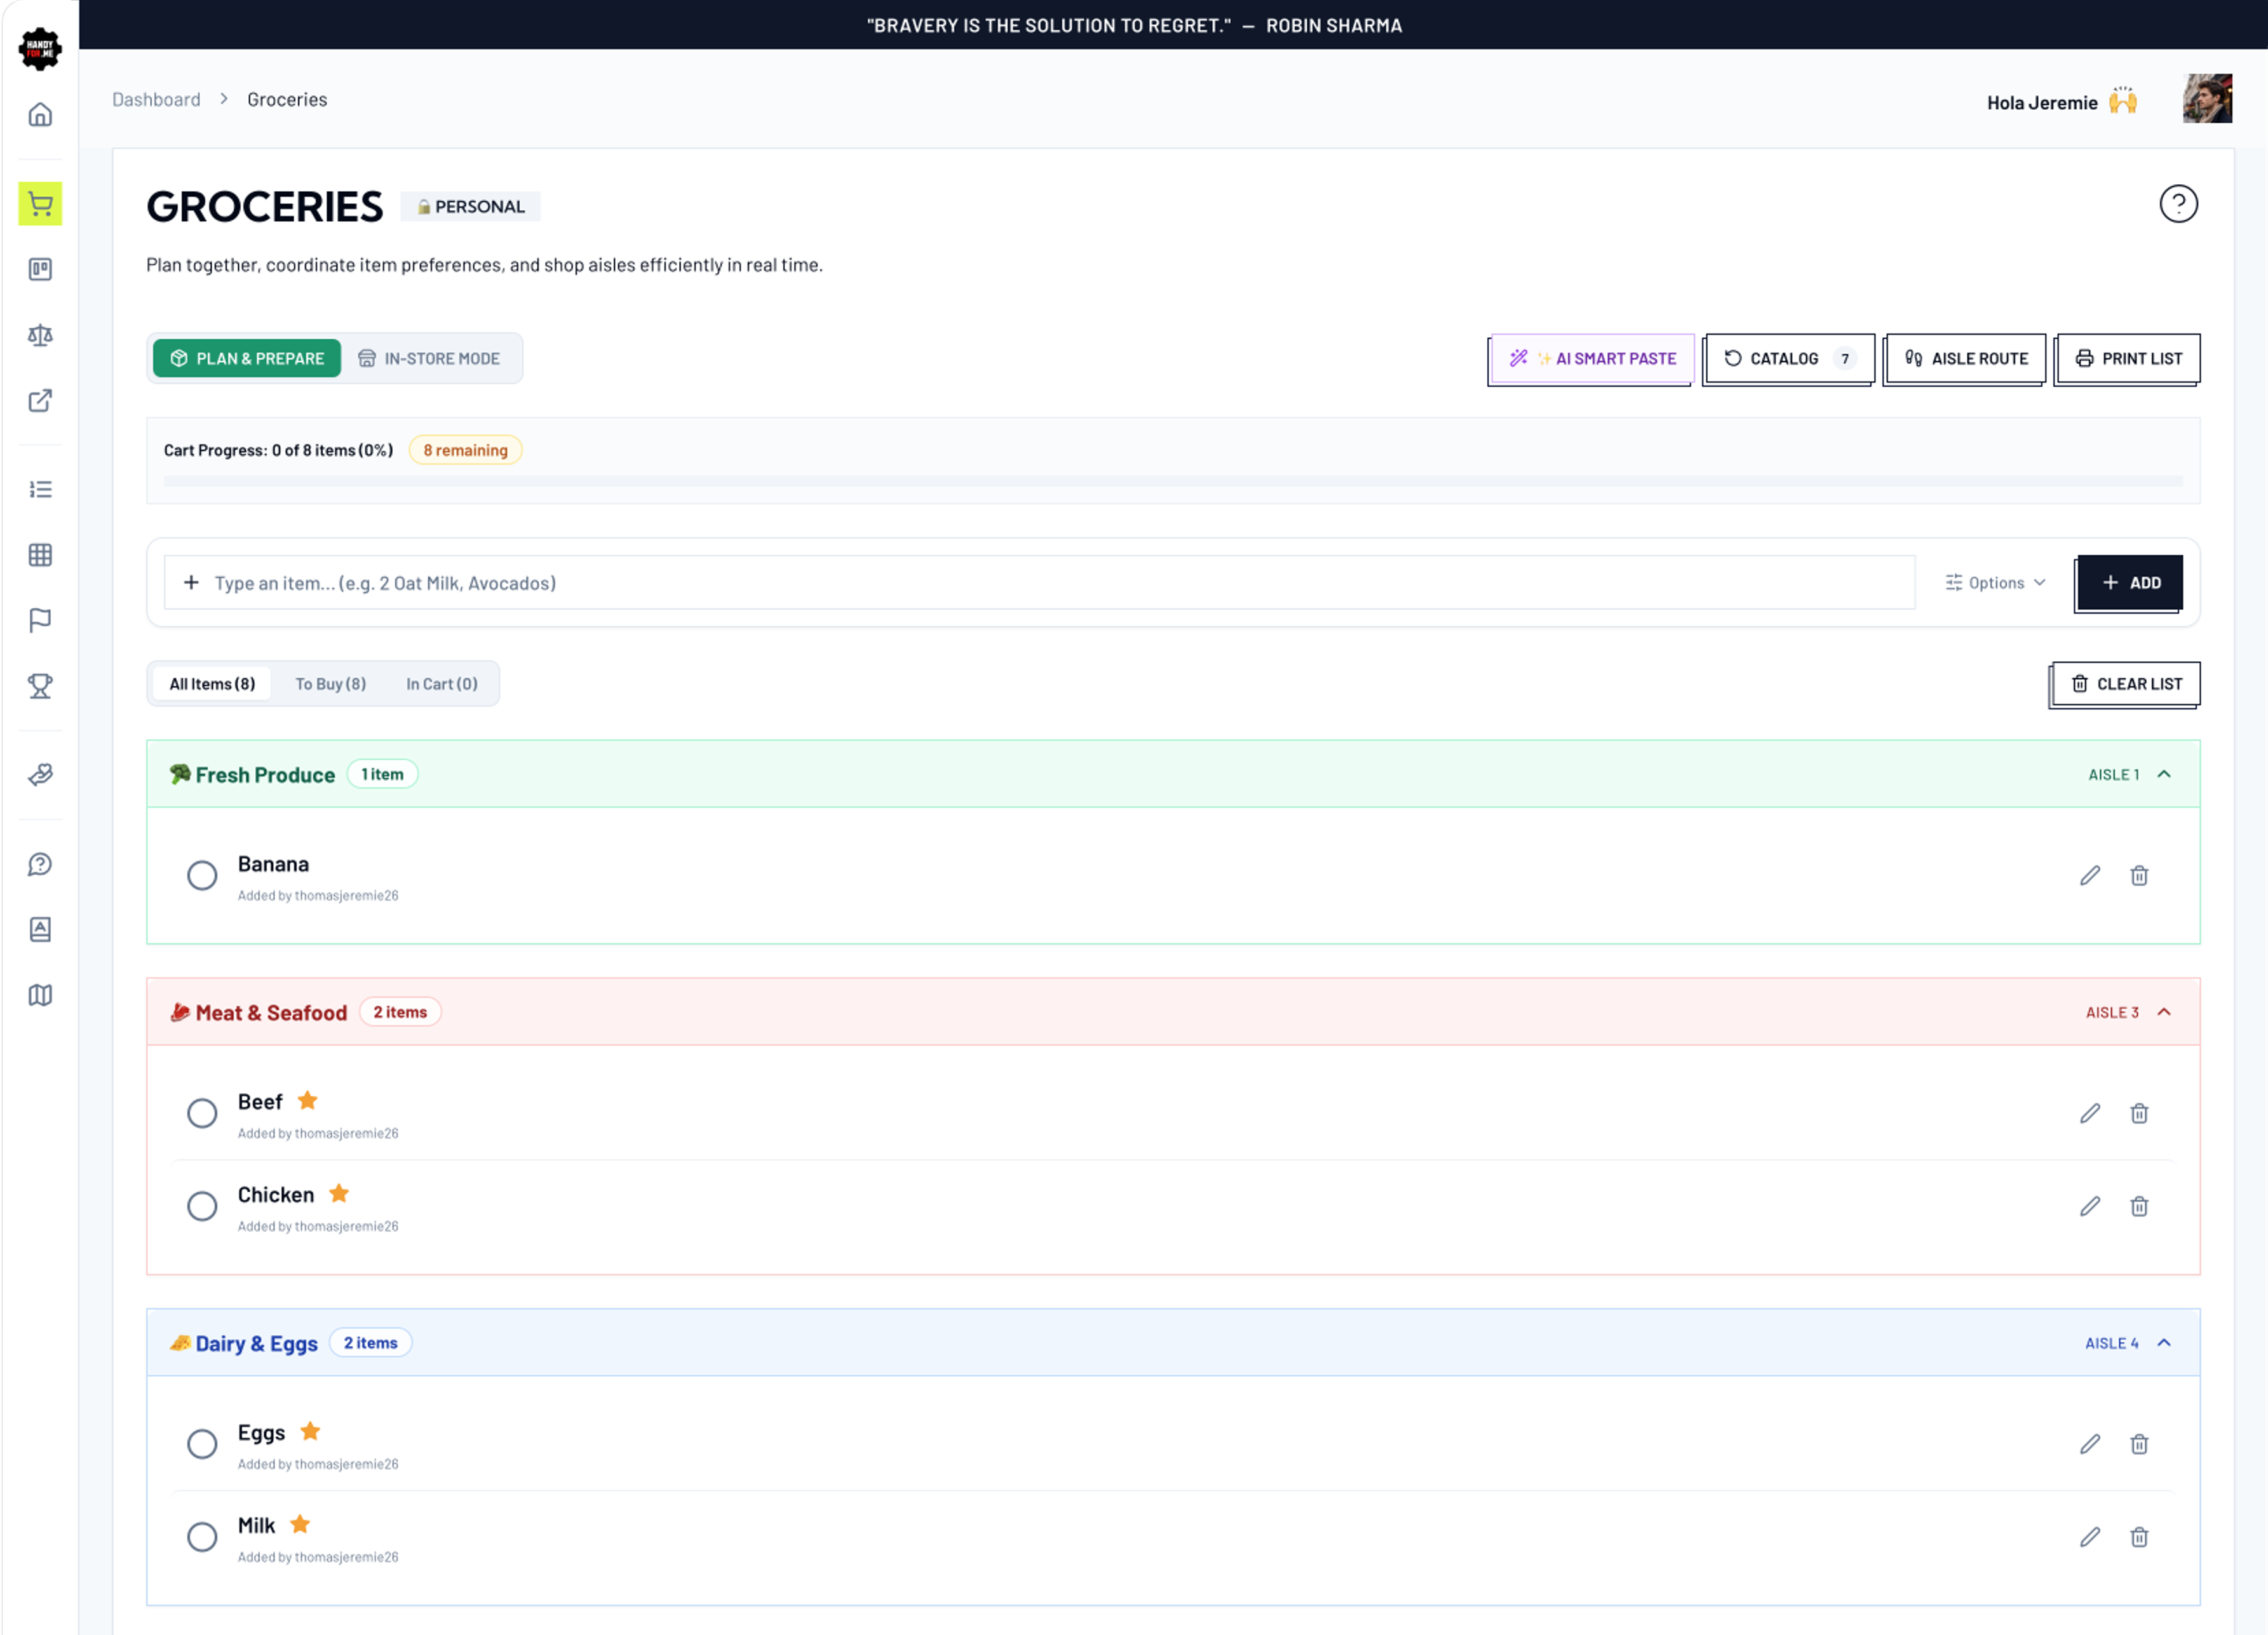 HANDY
FOR.ME
"BRAVERY IS THE SOLUTION TO REGRET." — ROBIN SHARMA
Dashboard > Groceries
Hola Jeremie 🙌
GROCERIES 🔒 PERSONAL
Plan together, coordinate item preferences, and shop aisles efficiently in real time.
PLAN & PREPARE IN-STORE MODE
✨ AI SMART PASTE CATALOG 7 AISLE ROUTE PRINT LIST
Cart Progress: 0 of 8 items (0%) 8 remaining
+ Type an item... (e.g. 2 Oat Milk, Avocados) Options + ADD
All Items (8) To Buy (8) In Cart (0) CLEAR LIST
🥦 Fresh Produce 1 item AISLE 1
Banana
Added by thomasjeremie26
🥩 Meat & Seafood 2 items AISLE 3
Beef
Added by thomasjeremie26
Chicken
Added by thomasjeremie26
🧀 Dairy & Eggs 2 items AISLE 4
Eggs
Added by thomasjeremie26
Milk
Added by thomasjeremie26